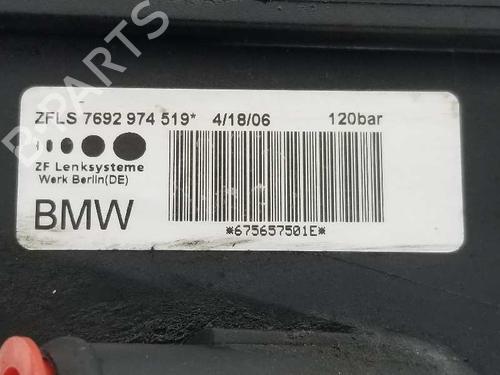 ZFLS 7692 974 519* 4/18/06 120bar
ZF Lenksysteme
Werk Berlin(DE)
BMW
*675657501E*
B-Parts